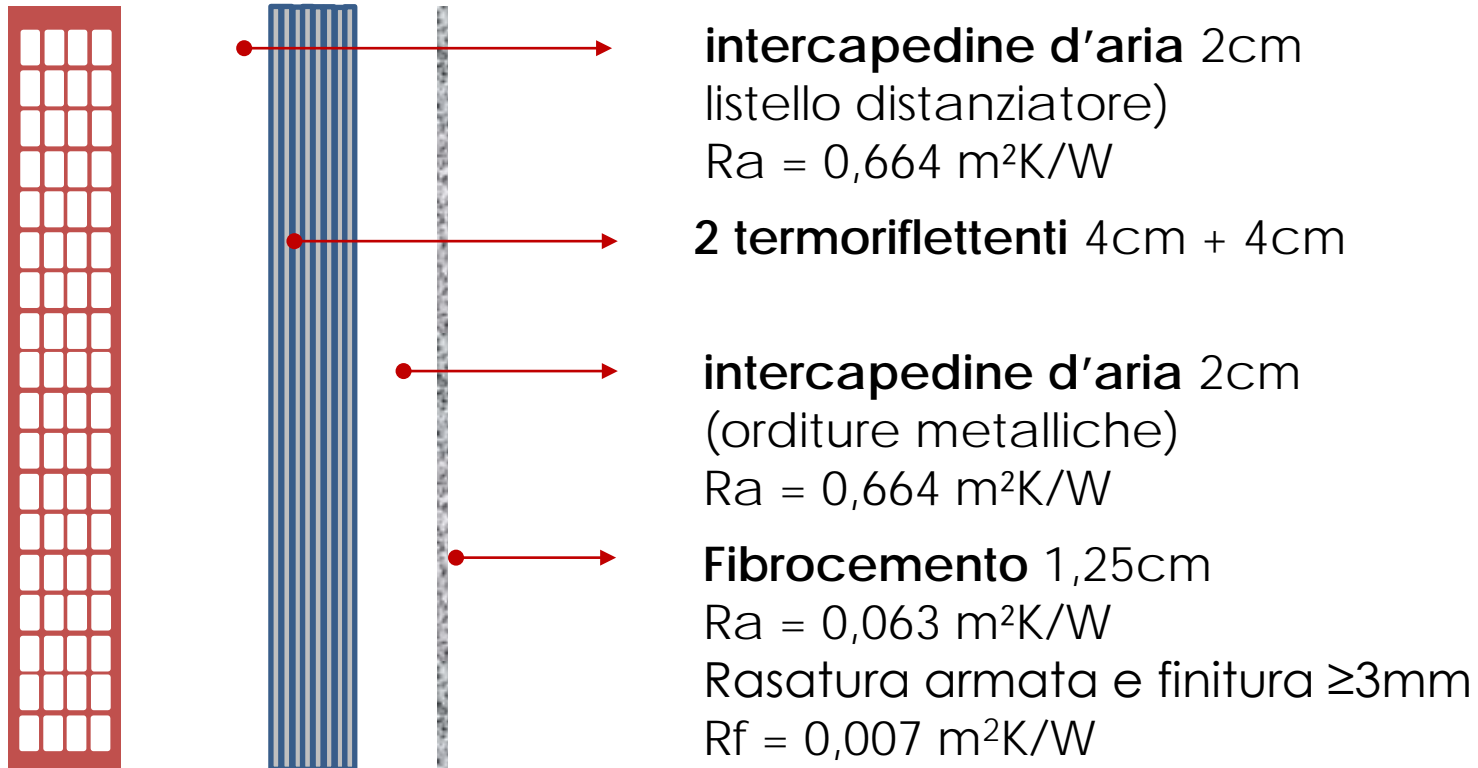 intercapedine d'aria 2cm
listello distanziatore)
Ra = 0,664 m²K/W
2 termoriflettenti 4cm + 4cm
intercapedine d'aria 2cm
(orditure metalliche)
Ra = 0,664 m²K/W
Fibrocemento 1,25cm
Ra = 0,063 m²K/W
Rasatura armata e finitura ≥3mm
Rf = 0,007 m²K/W